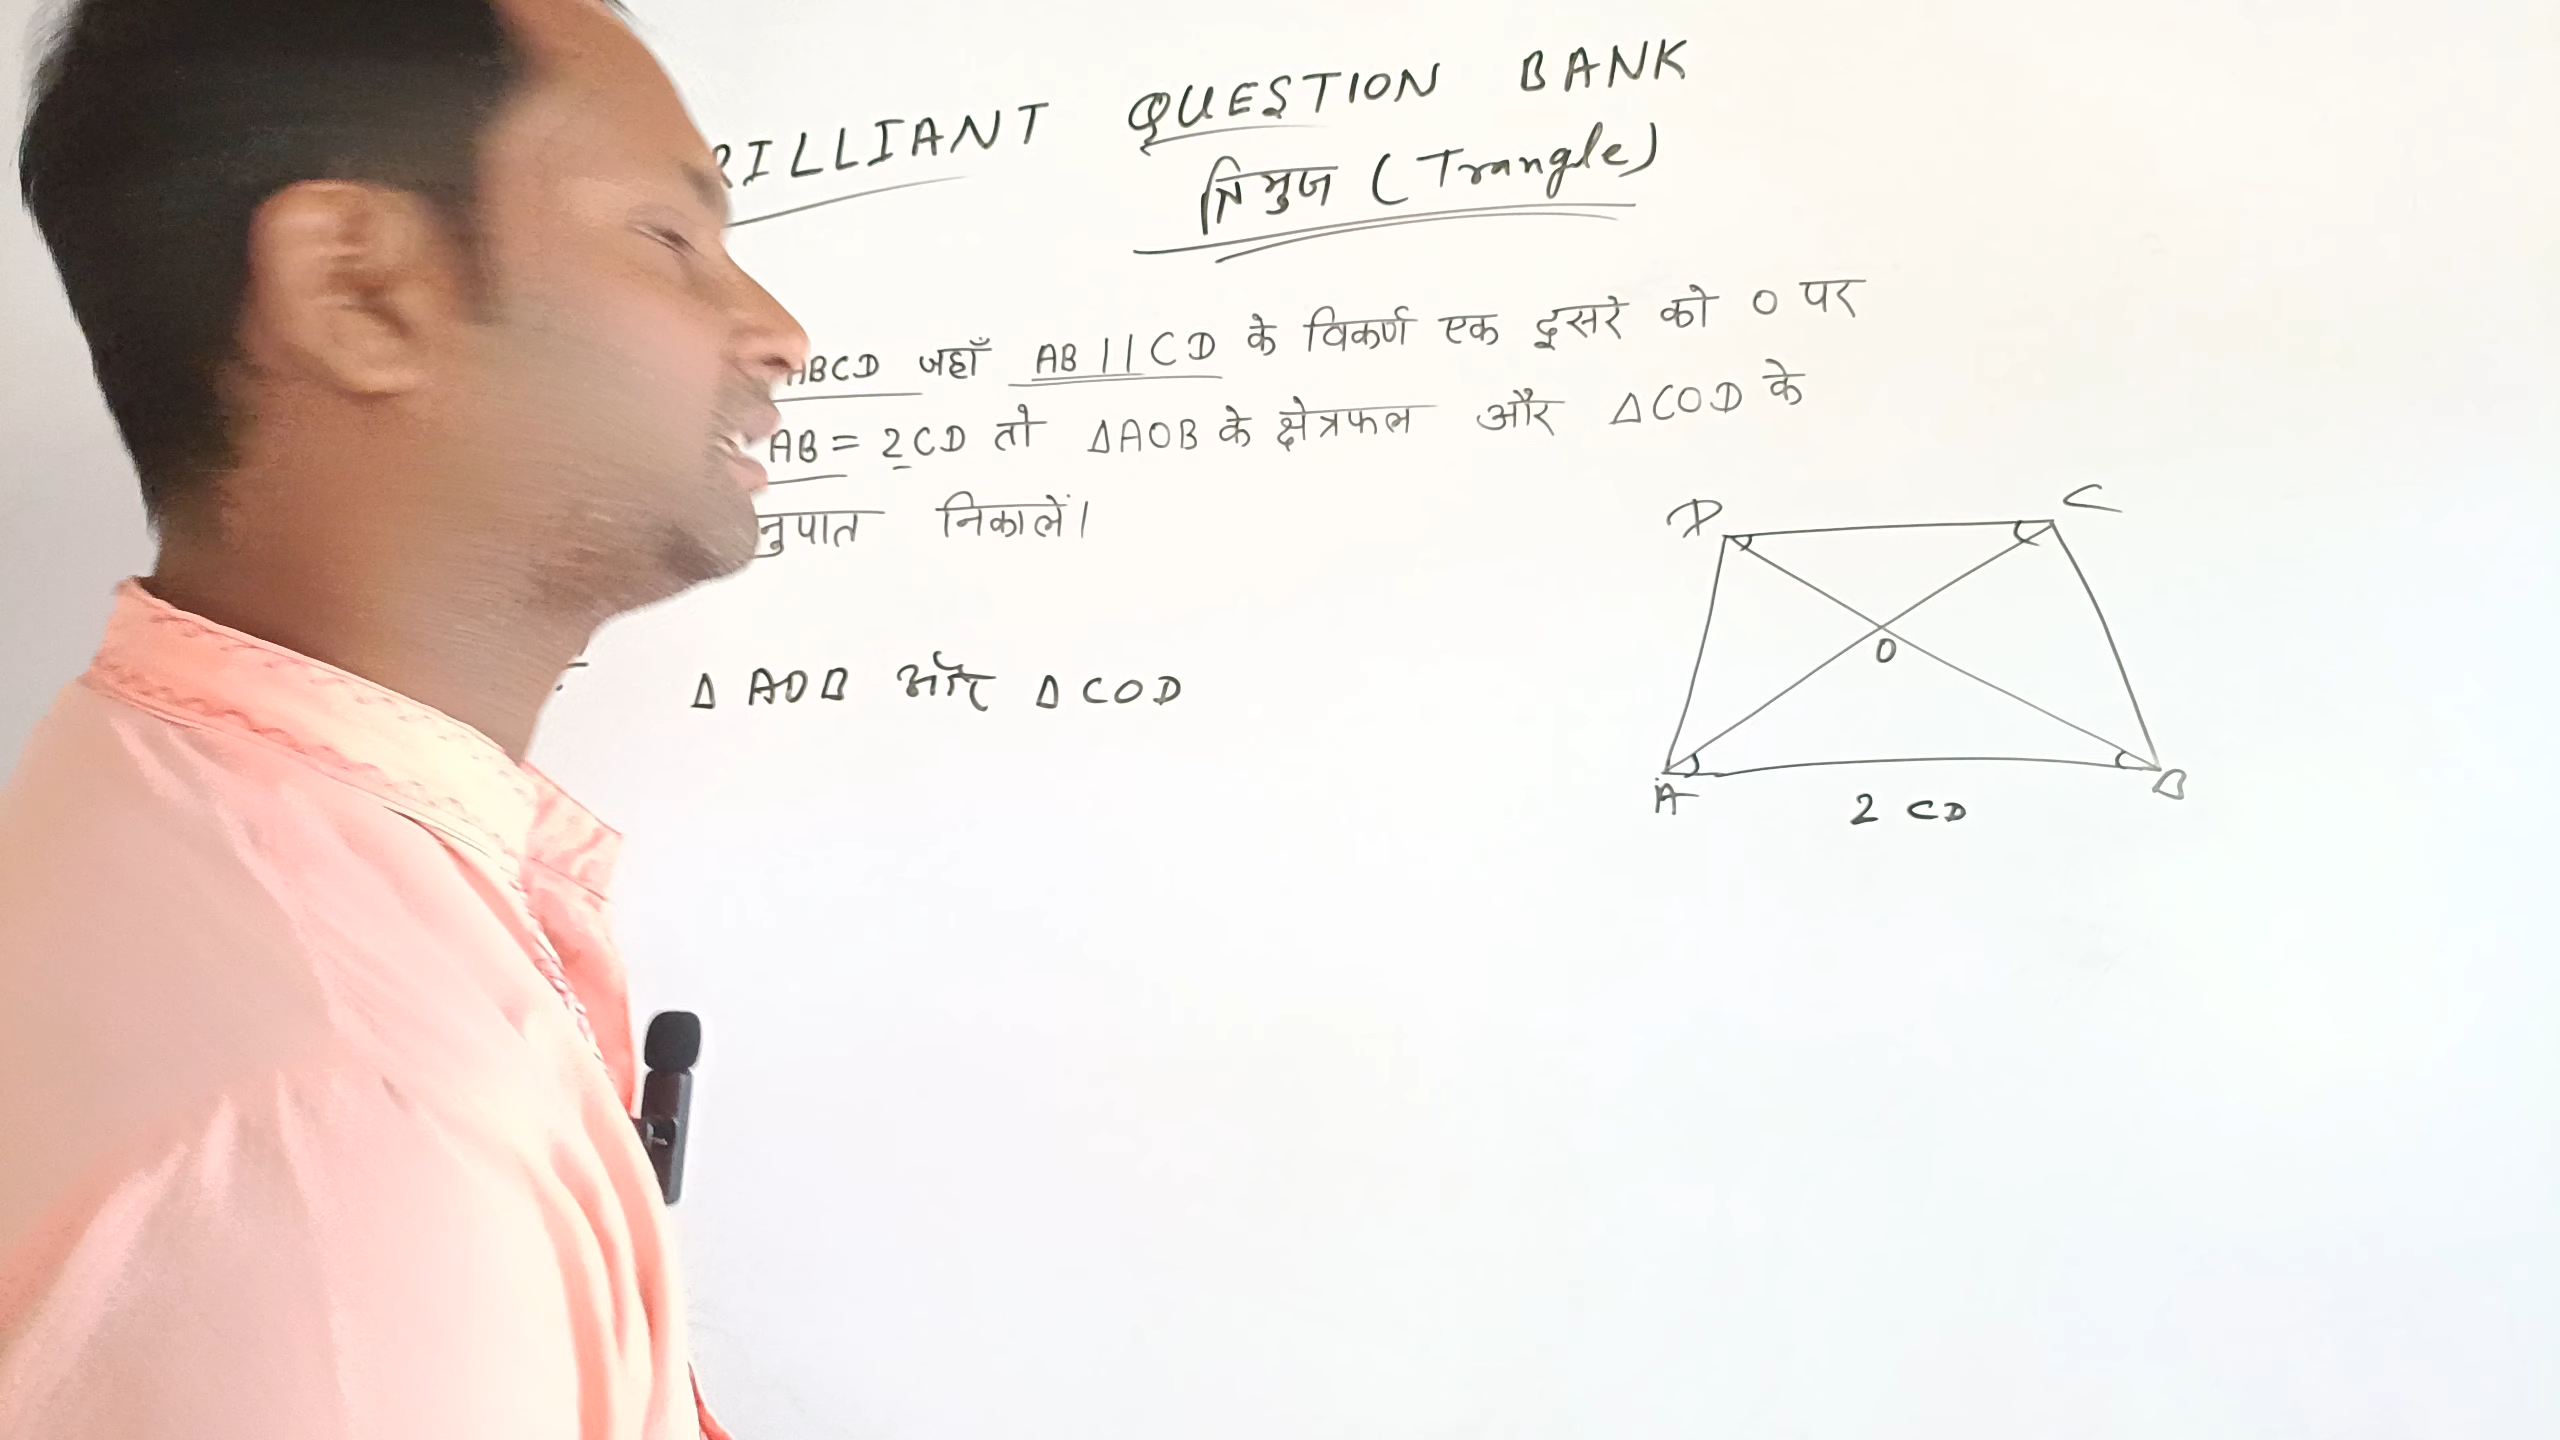 RILLIANT QUESTION BANK
त्रिभुज (Trangle)
ABCD जहाँ AB || CD के विकर्ण एक दूसरे को O पर
AB = 2CD तो ΔAOB के क्षेत्रफल और ΔCOD के
नुपात निकालें।
Δ AOB और Δ COD
D C
O
A B
2 CD